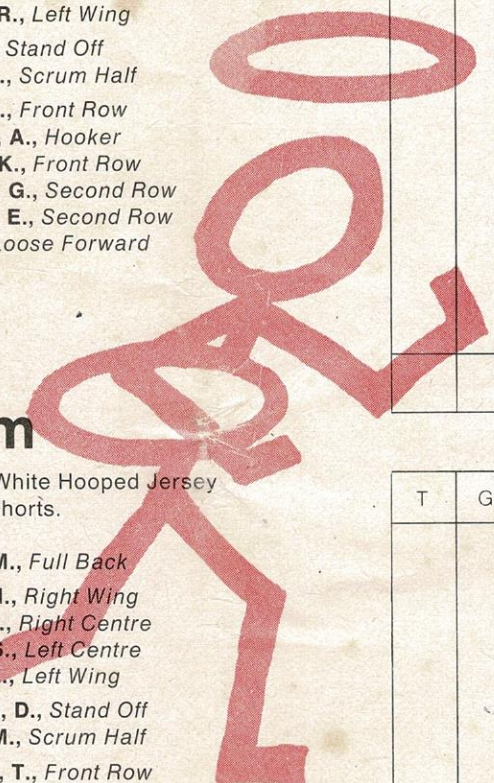 R., Left Wing
Stand Off
., Scrum Half
., Front Row
A., Hooker
K., Front Row
G., Second Row
E., Second Row
Loose Forward
m
White Hooped Jersey
horts.
M., Full Back
., Right Wing
., Right Centre
S., Left Centre
., Left Wing
, D., Stand Off
M., Scrum Half
, T., Front Row
T G